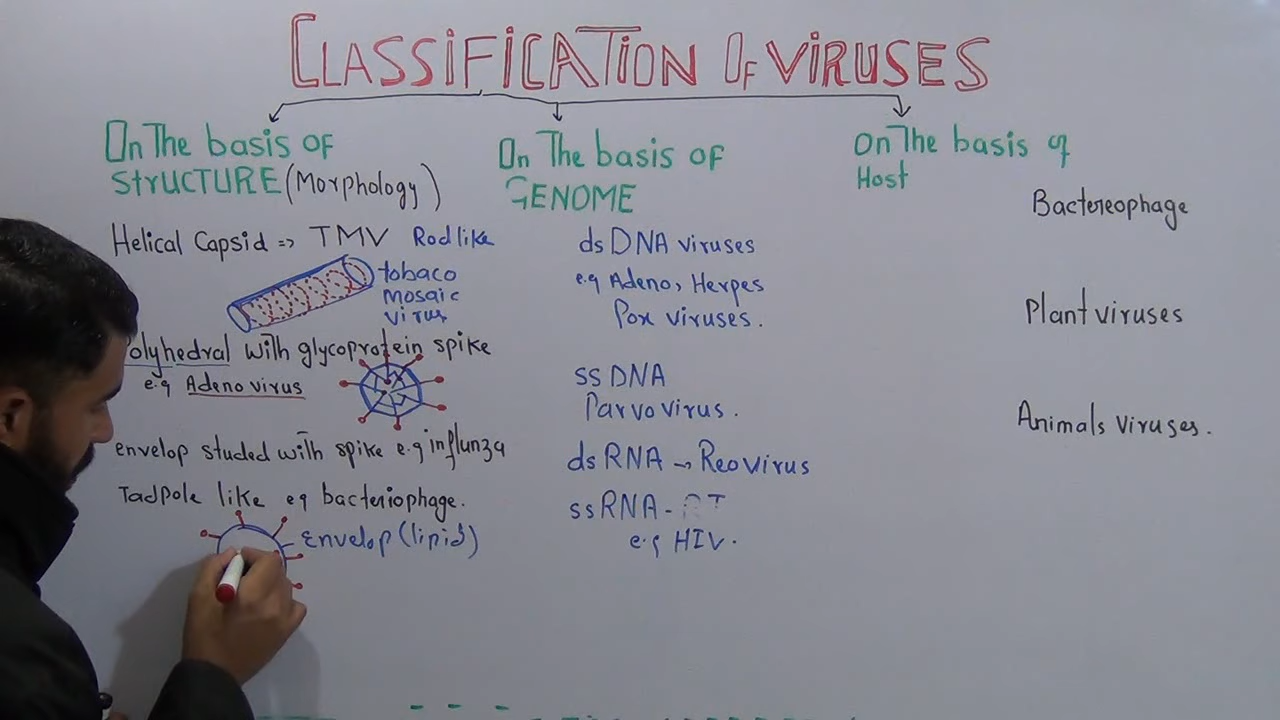 CLASSIFICATION OF VIRUSES
On The basis of
STRUCTURE (Morphology)
Helical Capsid => TMV Rodlike
tobaco
mosaic
virus
Polyhedral with glycoprotein spike
e.g Adeno virus
envelop studed with spike e.g influnza
Tadpole like eg bacteriophage.
Envelop (lipid)
On The basis of
GENOME
ds DNA viruses
e.g Adeno, Herpes
Pox viruses.
ss DNA
Parvo virus.
ds RNA → Reo virus
ss RNA - RT
e.g HIV.
On The basis of
Host
Bactereophage
Plant viruses
Animals viruses.